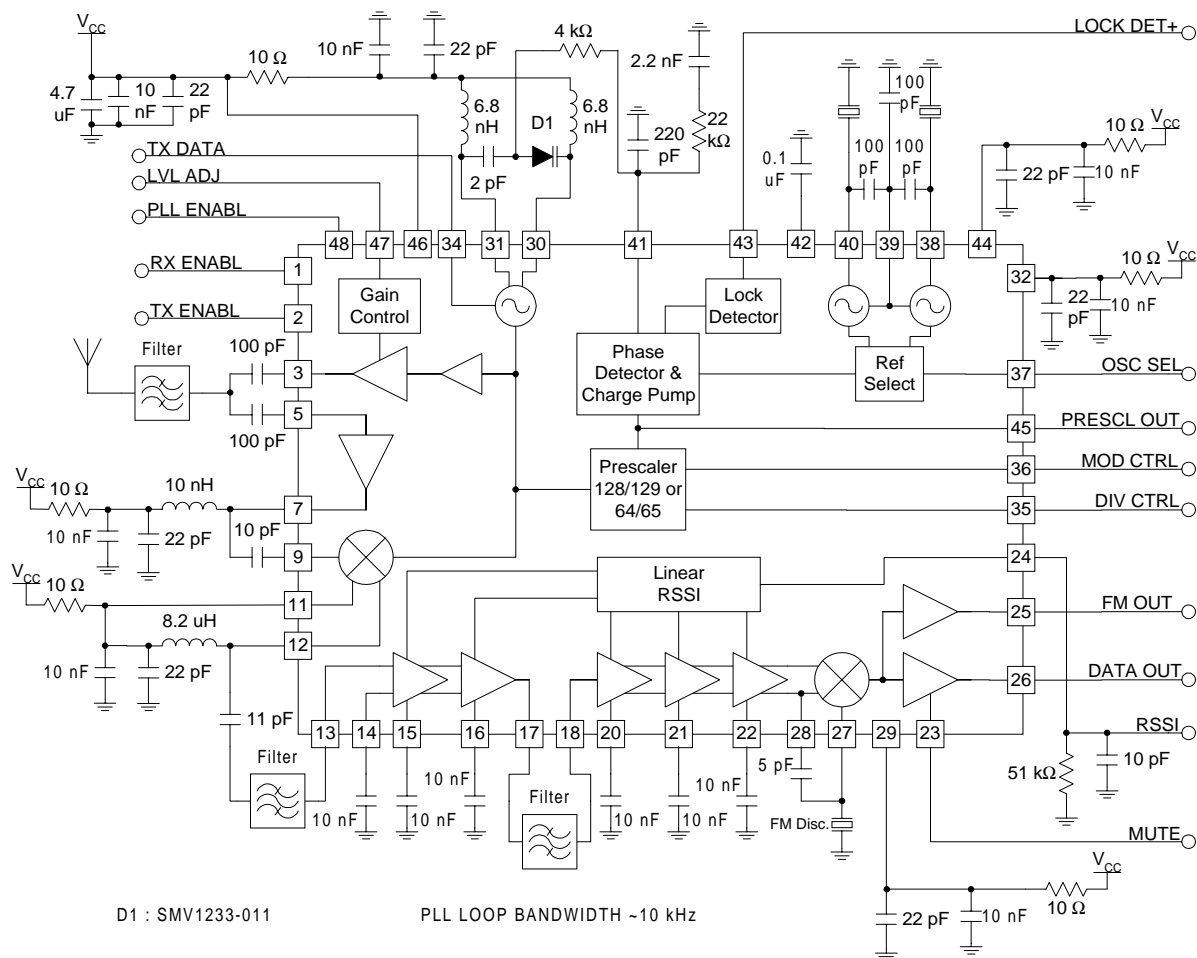 V_CC
10 Ω
10 nF
22 pF
4 kΩ
2.2 nF
LOCK DET+
4.7 uF
10 nF
22 pF
6.8 nH
D1
6.8 nH
2 pF
220 pF
22 kΩ
0.1 uF
100 pF
100 pF
100 pF
10 Ω
V_CC
22 pF
10 nF
TX DATA
LVL ADJ
PLL ENABL
48
47
46
34
31
30
41
43
42
40
39
38
44
RX ENABL
1
32
10 Ω
V_CC
22 pF
10 nF
TX ENABL
2
Gain Control
Lock Detector
Filter
100 pF
3
Phase Detector & Charge Pump
Ref Select
37
OSC SEL
5
100 pF
45
PRESCL OUT
Prescaler 128/129 or 64/65
36
MOD CTRL
35
DIV CTRL
V_CC
10 Ω
10 nH
7
10 nF
22 pF
10 pF
9
24
V_CC
10 Ω
11
Linear RSSI
25
FM OUT
8.2 uH
12
10 nF
22 pF
26
DATA OUT
11 pF
13
14
15
16
17
18
20
21
22
28
27
29
23
RSSI
Filter
10 nF
10 nF
10 nF
Filter
10 nF
10 nF
10 nF
5 pF
FM Disc.
51 kΩ
10 pF
MUTE
V_CC
10 Ω
22 pF
10 nF
D1 : SMV1233-011
PLL LOOP BANDWIDTH ~10 kHz